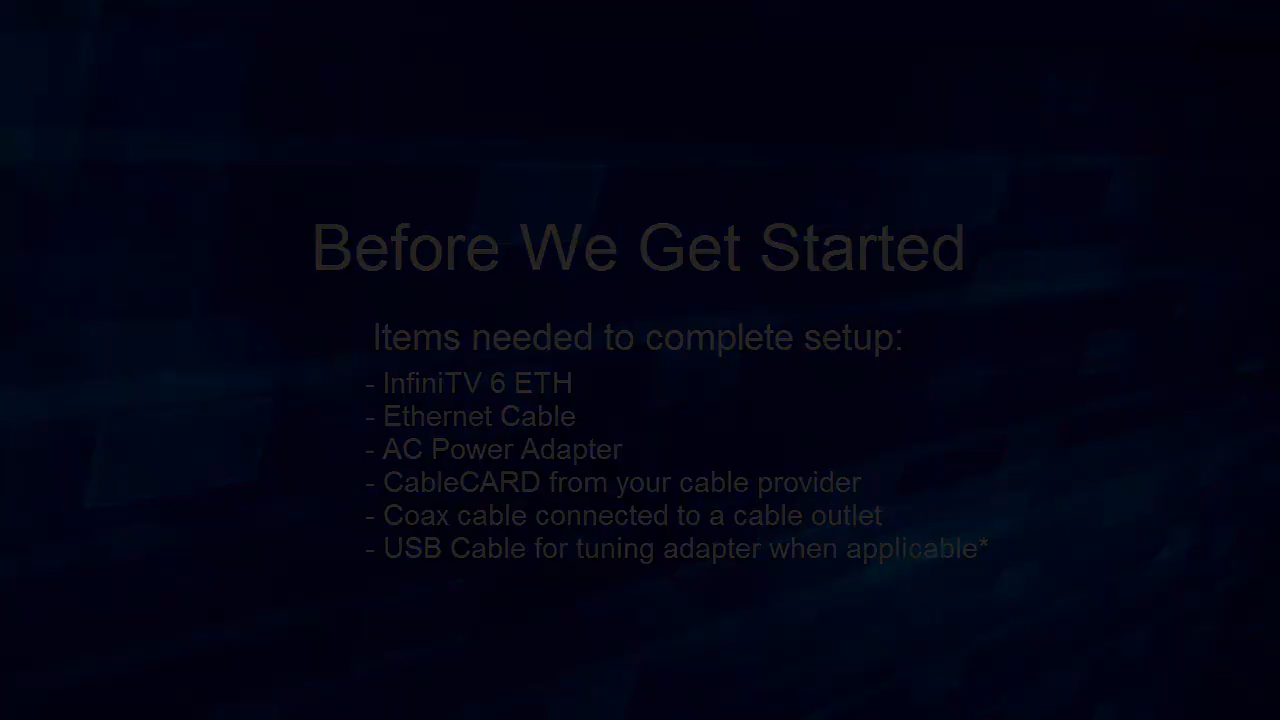 Before We Get Started
Items needed to complete setup:
- InfiniTV 6 ETH
- Ethernet Cable
- AC Power Adapter
- CableCARD from your cable provider
- Coax cable connected to a cable outlet
- USB Cable for tuning adapter when applicable*